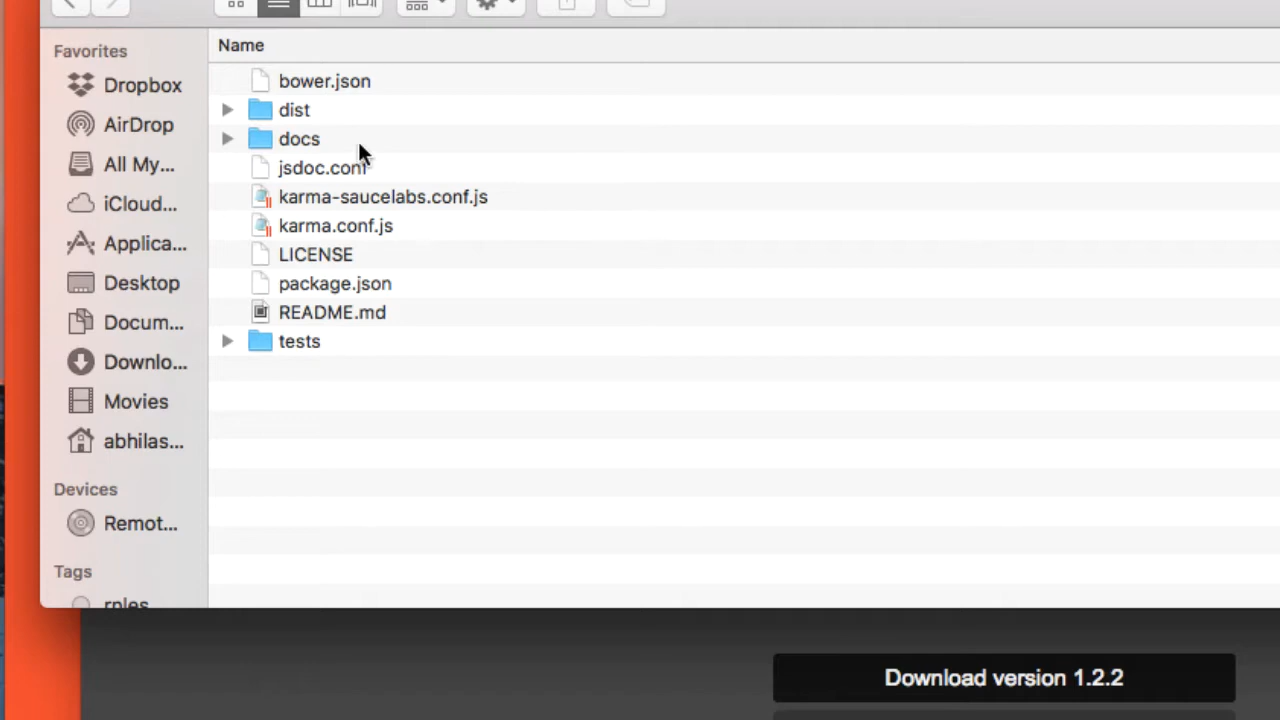 Favorites
Dropbox
AirDrop
All My...
iCloud...
Applica...
Desktop
Docum...
Downlo...
Movies
abhilas...
Devices
Remot...
Tags
Name
bower.json
dist
docs
jsdoc.conf
karma-saucelabs.conf.js
karma.conf.js
LICENSE
package.json
README.md
tests
Download version 1.2.2